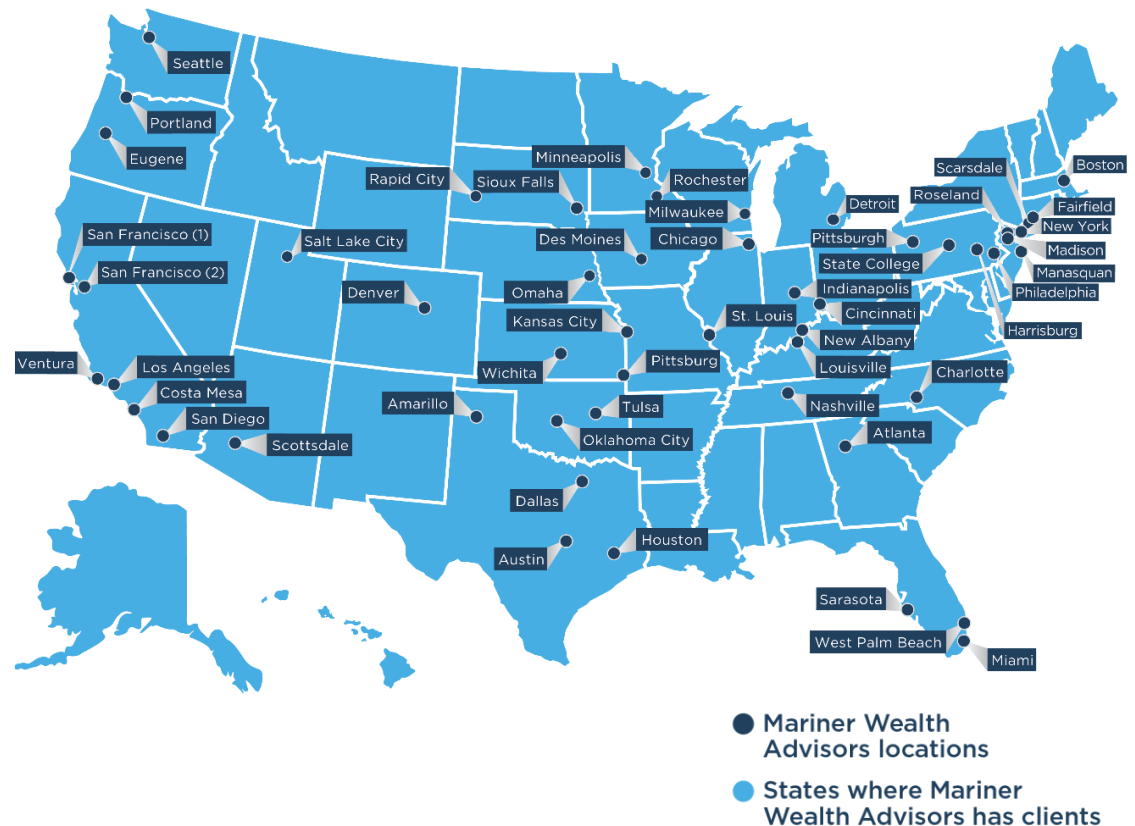 Seattle
Portland
Eugene
Minneapolis
Rapid City
Sioux Falls
Rochester
Milwaukee
Detroit
Scarsdale
Boston
Roseland
Fairfield
New York
Pittsburgh
Madison
State College
Manasquan
Philadelphia
Harrisburg
San Francisco (1)
San Francisco (2)
Salt Lake City
Des Moines
Chicago
Denver
Omaha
Indianapolis
Cincinnati
Kansas City
St. Louis
New Albany
Louisville
Ventura
Los Angeles
Costa Mesa
San Diego
Scottsdale
Wichita
Pittsburg
Charlotte
Amarillo
Tulsa
Oklahoma City
Nashville
Atlanta
Dallas
Austin
Houston
Sarasota
West Palm Beach
Miami
Mariner Wealth
Advisors locations
States where Mariner
Wealth Advisors has clients